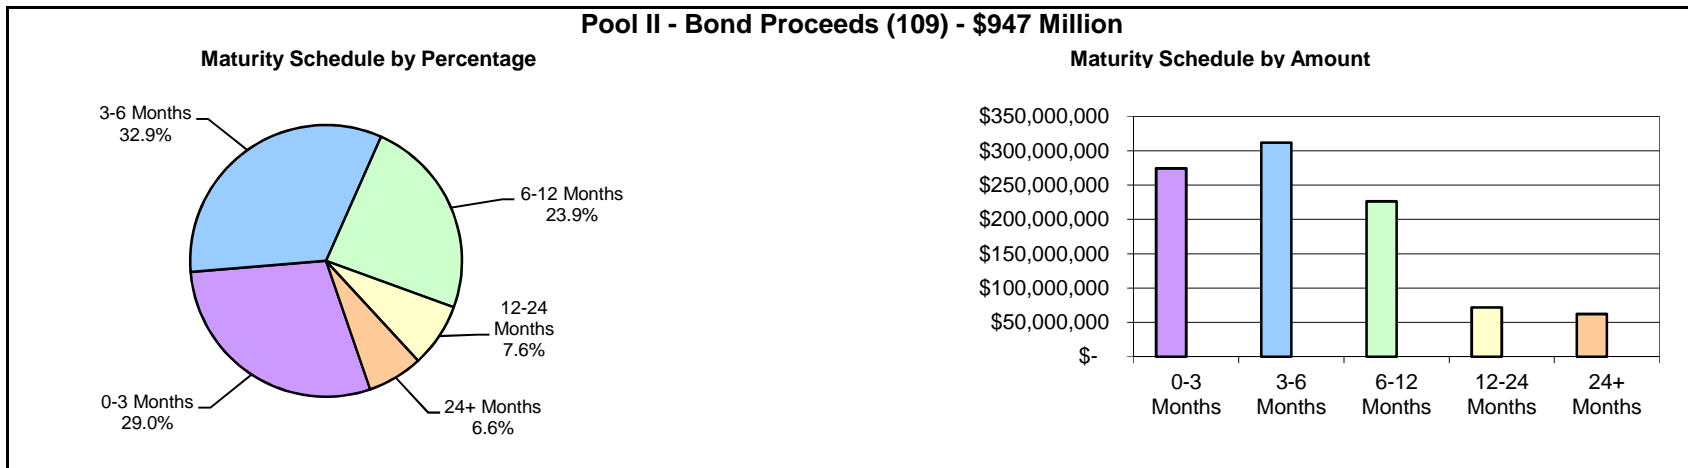 Pool II - Bond Proceeds (109) - $947 Million
Maturity Schedule by Percentage
3-6 Months
32.9%
6-12 Months
23.9%
12-24
Months
7.6%
0-3 Months
29.0%
24+ Months
6.6%
Maturity Schedule by Amount
$350,000,000
$300,000,000
$250,000,000
$200,000,000
$150,000,000
$100,000,000
$50,000,000
$-
0-3
Months
3-6
Months
6-12
Months
12-24
Months
24+
Months